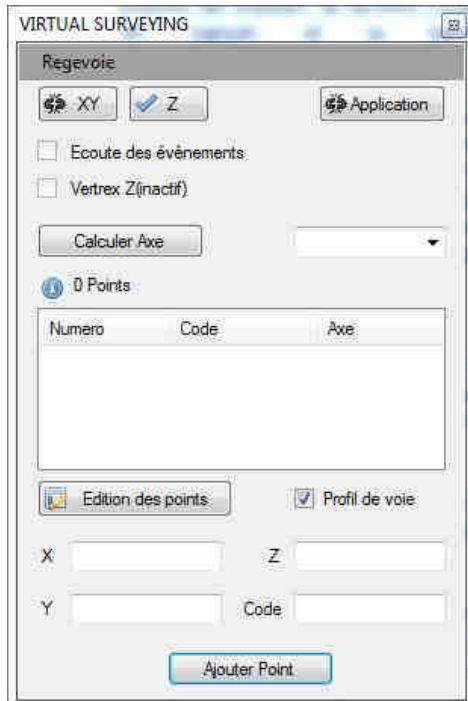 VIRTUAL SURVEYING
Regevoie
XY Z Application
Ecoute des évènements
Vertrex Z(inactif)
Calculer Axe
0 Points
Numero Code Axe
Edition des points Profil de voie
X Z
Y Code
Ajouter Point